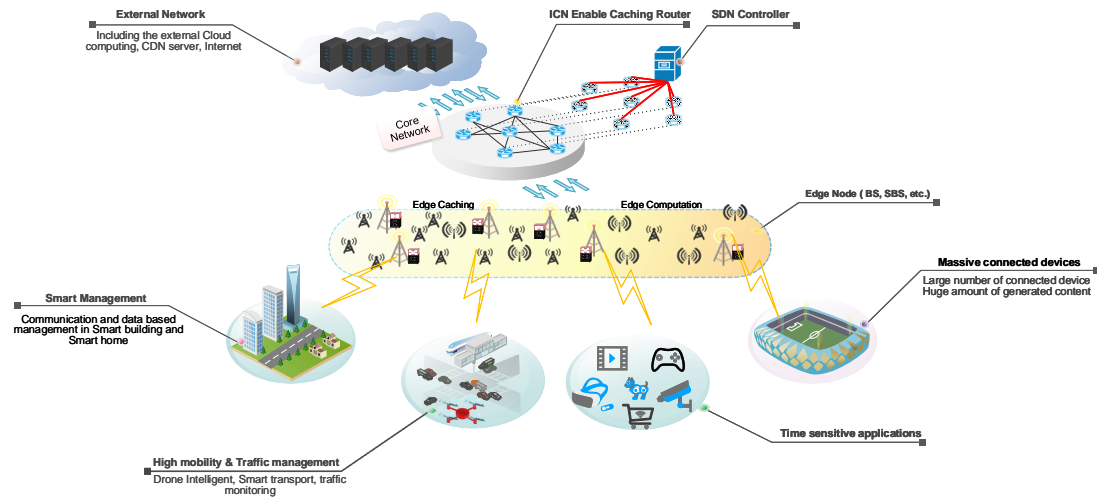 External Network
Including the external Cloud
computing, CDN server, Internet
ICN Enable Caching Router
SDN Controller
Core
Network
Edge Caching
Edge Computation
Edge Node ( BS, SBS, etc.)
Massive connected devices
Large number of connected device
Huge amount of generated content
Smart Management
Communication and data based
management in Smart building and
Smart home
Time sensitive applications
High mobility & Traffic management
Drone Intelligent, Smart transport, traffic
monitoring